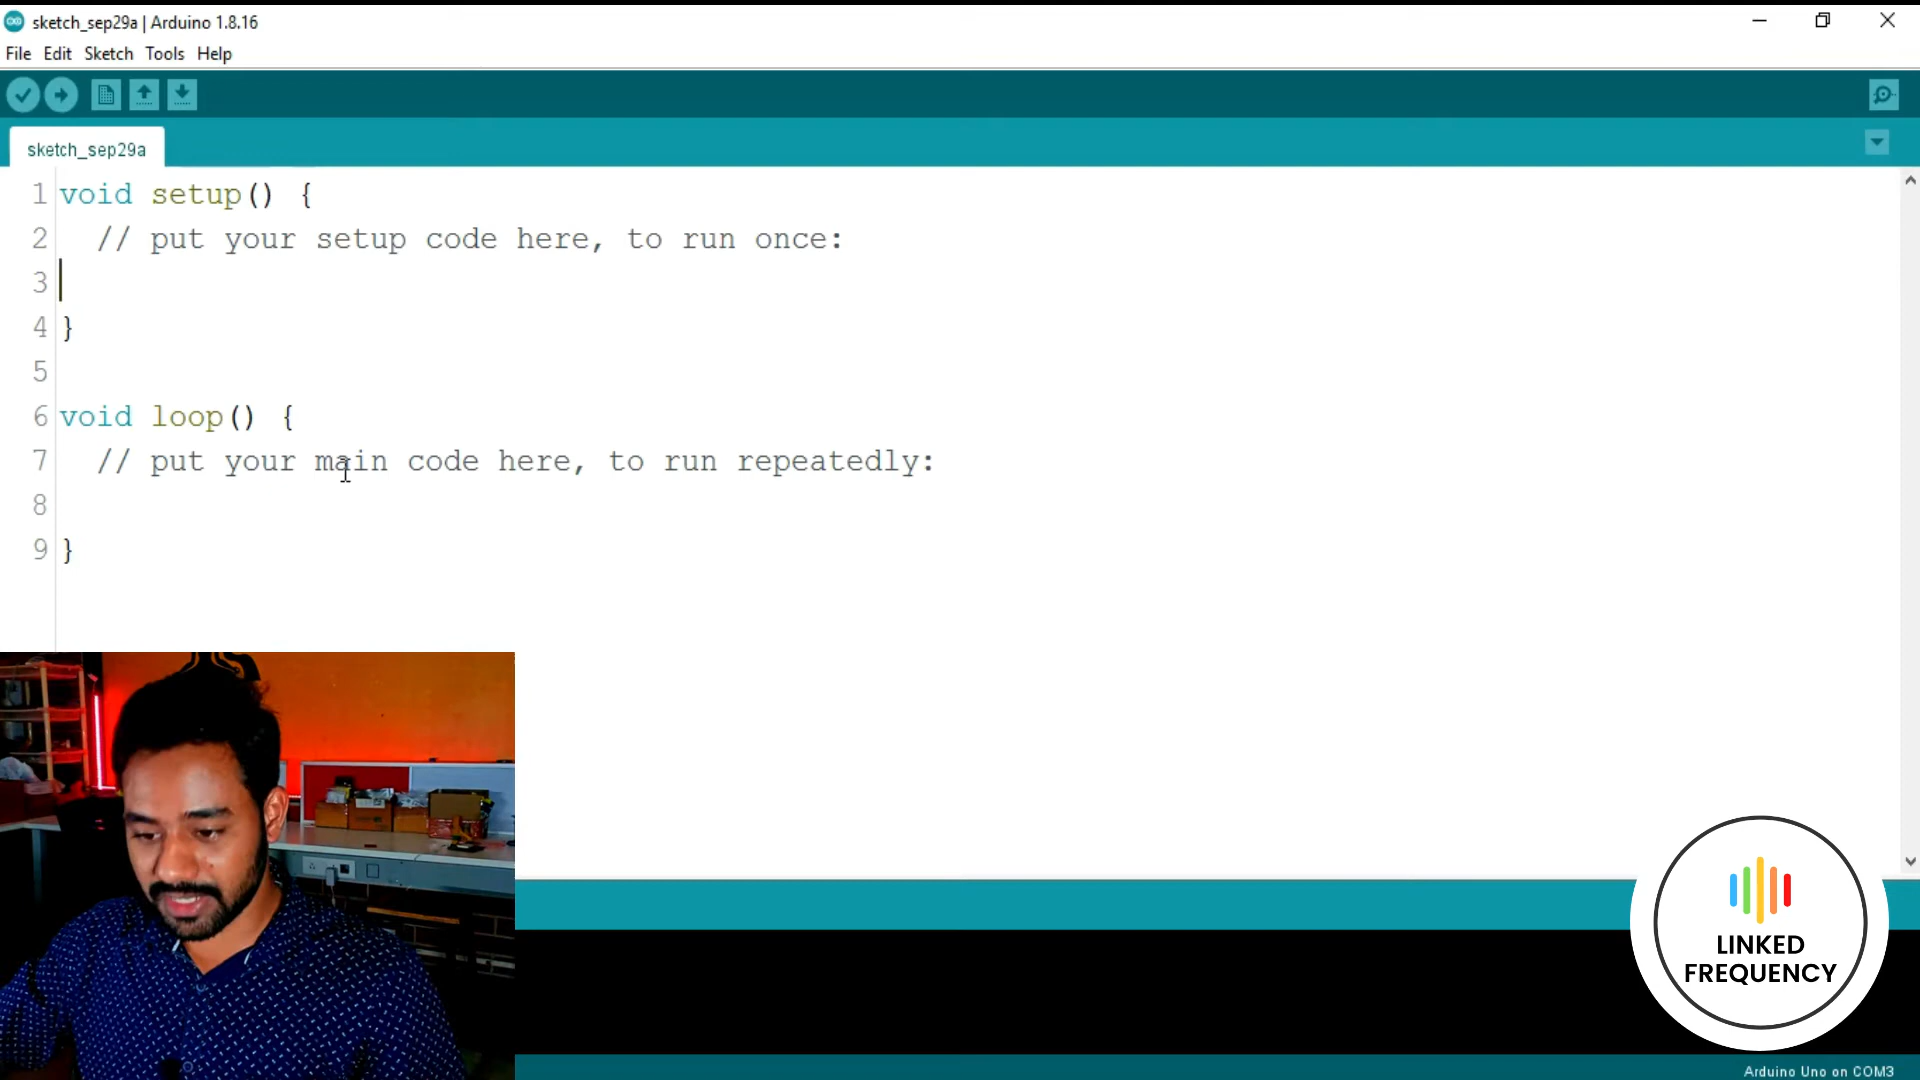 sketch_sep29a | Arduino 1.8.16
File Edit Sketch Tools Help
sketch_sep29a
1 void setup() {
2 // put your setup code here, to run once:
3
4 }
5
6 void loop() {
7 // put your main code here, to run repeatedly:
8
9 }
LINKED
FREQUENCY
Arduino Uno on COM3